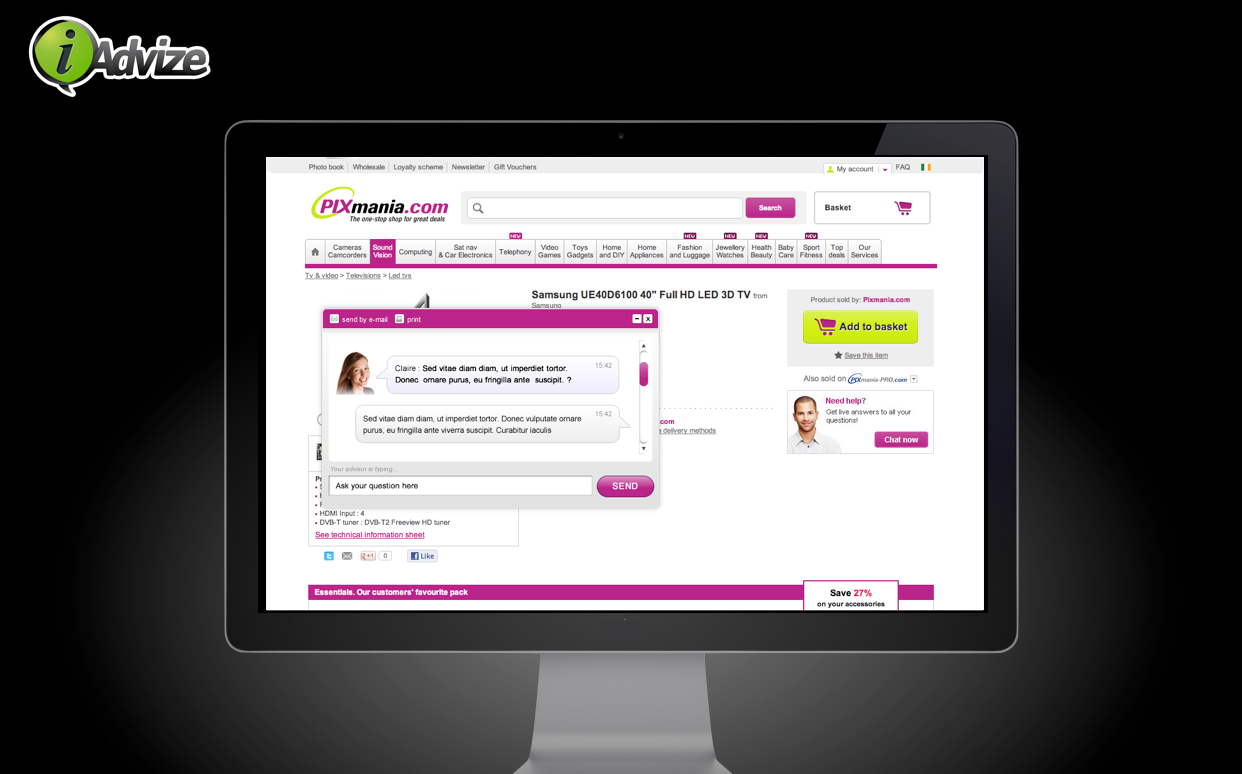 i Advize
Photo book Wholesale Loyalty scheme Newsletter Gift Vouchers
My account FAQ
PIXmania.com
The one-stop shop for great deals
Search
Basket
NEW NEW NEW NEW NEW
Cameras Camcorders
Sound Vision
Computing
Sat nav & Car Electronics
Telephony
Video Games
Toys Gadgets
Home and DIY
Home Appliances
Fashion and Luggage
Jewellery Watches
Health Beauty
Baby Care
Sport Fitness
Top deals
Our Services
Tv & video > Televisions > Led tvs
Samsung UE40D6100 40" Full HD LED 3D TV from
Samsung
Product sold by: Pixmania.com
Add to basket
Save this item
Also sold on PIXmania-PRO.com
Need help?
Get live answers to all your
questions!
Chat now
send by e-mail print
Claire : Sed vitae diam diam, ut imperdiet tortor. 15:42
Donec ornare purus, eu fringilla ante suscipit. ?
Sed vitae diam diam, ut imperdiet tortor. Donec vulputate ornare 15:42
purus, eu fringilla ante viverra suscipit. Curabitur iaculis
.com
delivery methods
Your advisor is typing...
Ask your question here
SEND
HDMI Input : 4
DVB-T tuner : DVB-T2 Freeview HD tuner
See technical information sheet
+1 0 Like
Essentials. Our customers' favourite pack
Save 27%
on your accessories